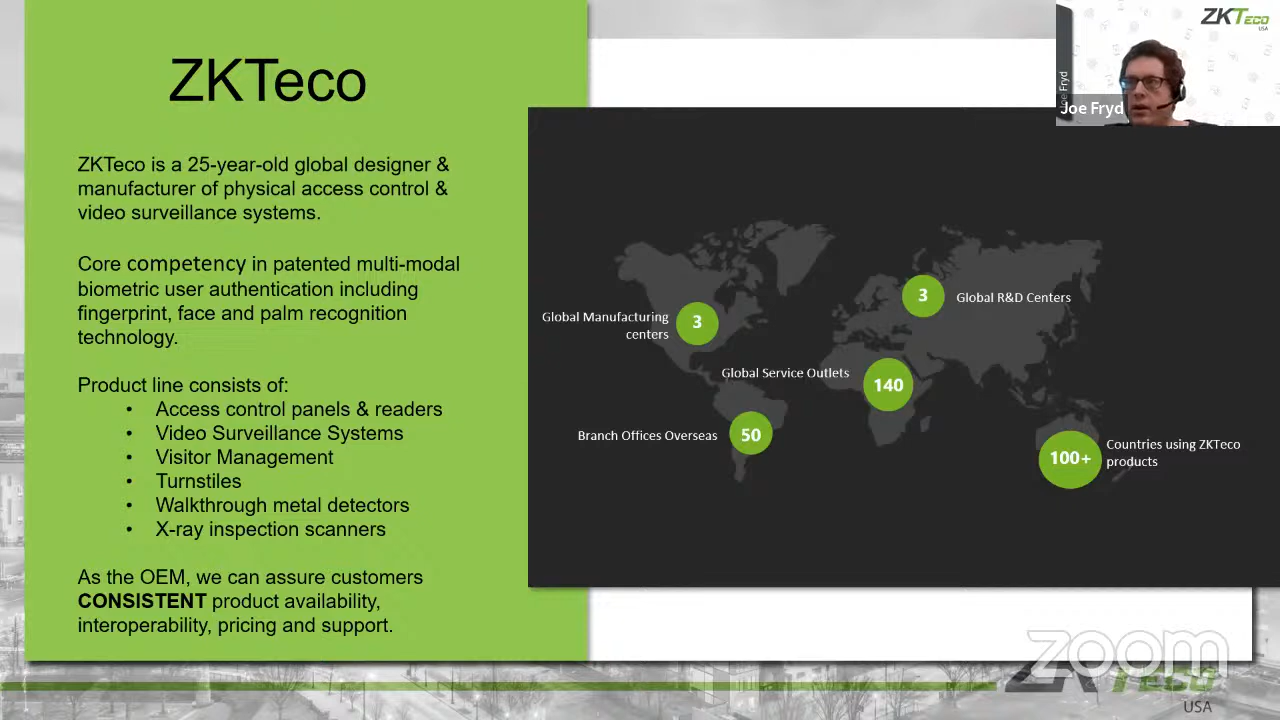 ZKTeco
ZKTeco is a 25-year-old global designer &
manufacturer of physical access control &
video surveillance systems.
Core competency in patented multi-modal
biometric user authentication including
fingerprint, face and palm recognition
technology.
Product line consists of:
• Access control panels & readers
• Video Surveillance Systems
• Visitor Management
• Turnstiles
• Walkthrough metal detectors
• X-ray inspection scanners
As the OEM, we can assure customers
CONSISTENT product availability,
interoperability, pricing and support.
Global Manufacturing
centers
3
3
Global R&D Centers
Global Service Outlets
140
Branch Offices Overseas
50
100+
Countries using ZKTeco
products
ZKTeco
USA
Joe Fryd
Joe Fryd
zoom
ZKTeco
USA